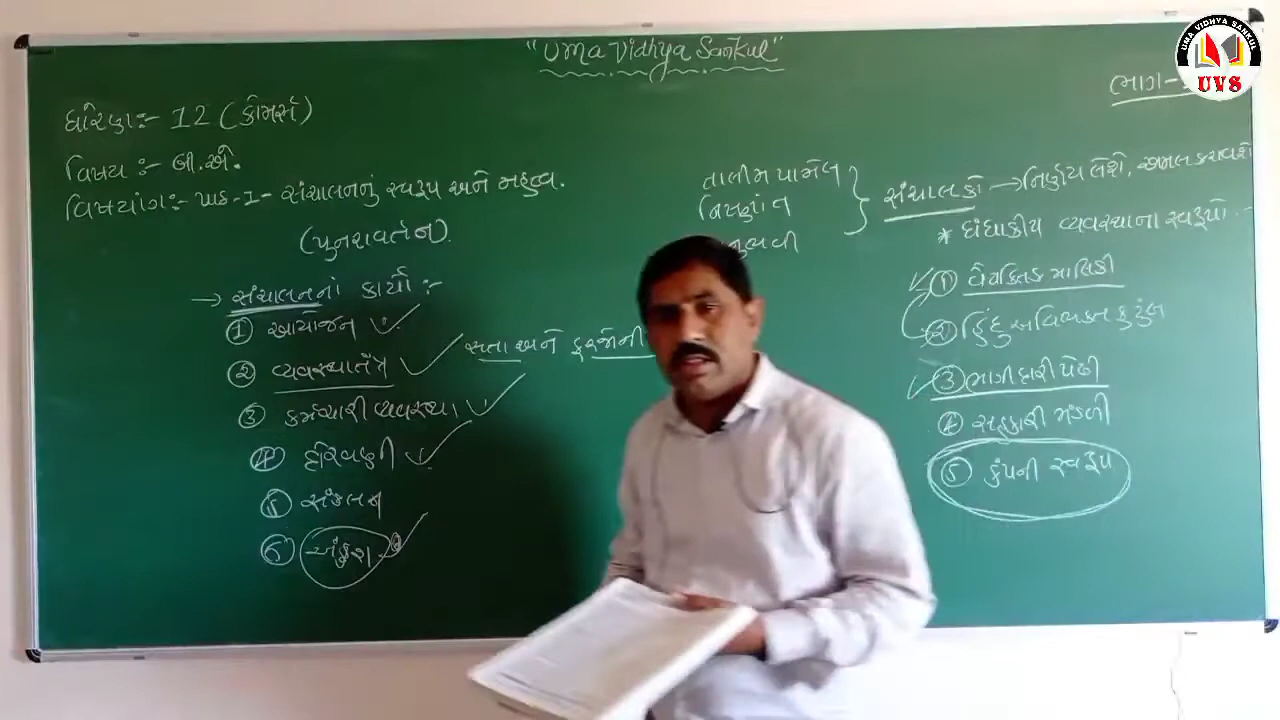 "Uma Vidhya Sankul"
UMA VIDHYA SANKUL
UVS
ભાગ-
ધોરણઃ- 12 (કોમર્સ)
વિષય :- બી.એ.
વિષયાંગઃ- પાઠ-1- સંચાલનનું સ્વરૂપ અને મહત્વ.
(પુનરાવર્તન).
→ સંચાલનનાં કાર્યો :-
① આયોજન
② વ્યવસ્થાતંત્ર
③ કર્મચારી વ્યવસ્થા
④ દોરવણી
⑤ સંકલન
⑥ અંકુશ
સત્તા અને ફરજોની
તાલીમ પામેલ
નિષ્ણાંત
સંચાલકો → નિર્ણય લેશે, અમલ કરાવશે
* ધંધાકીય વ્યવસ્થાના સ્વરૂપો :-
① વૈયક્તિક માલિકી
② હિંદુ અવિભક્ત કુટુંબ
③ ભાગીદારી પેઢી
④ સહકારી મંડળી
⑤ કંપની સ્વરૂપ